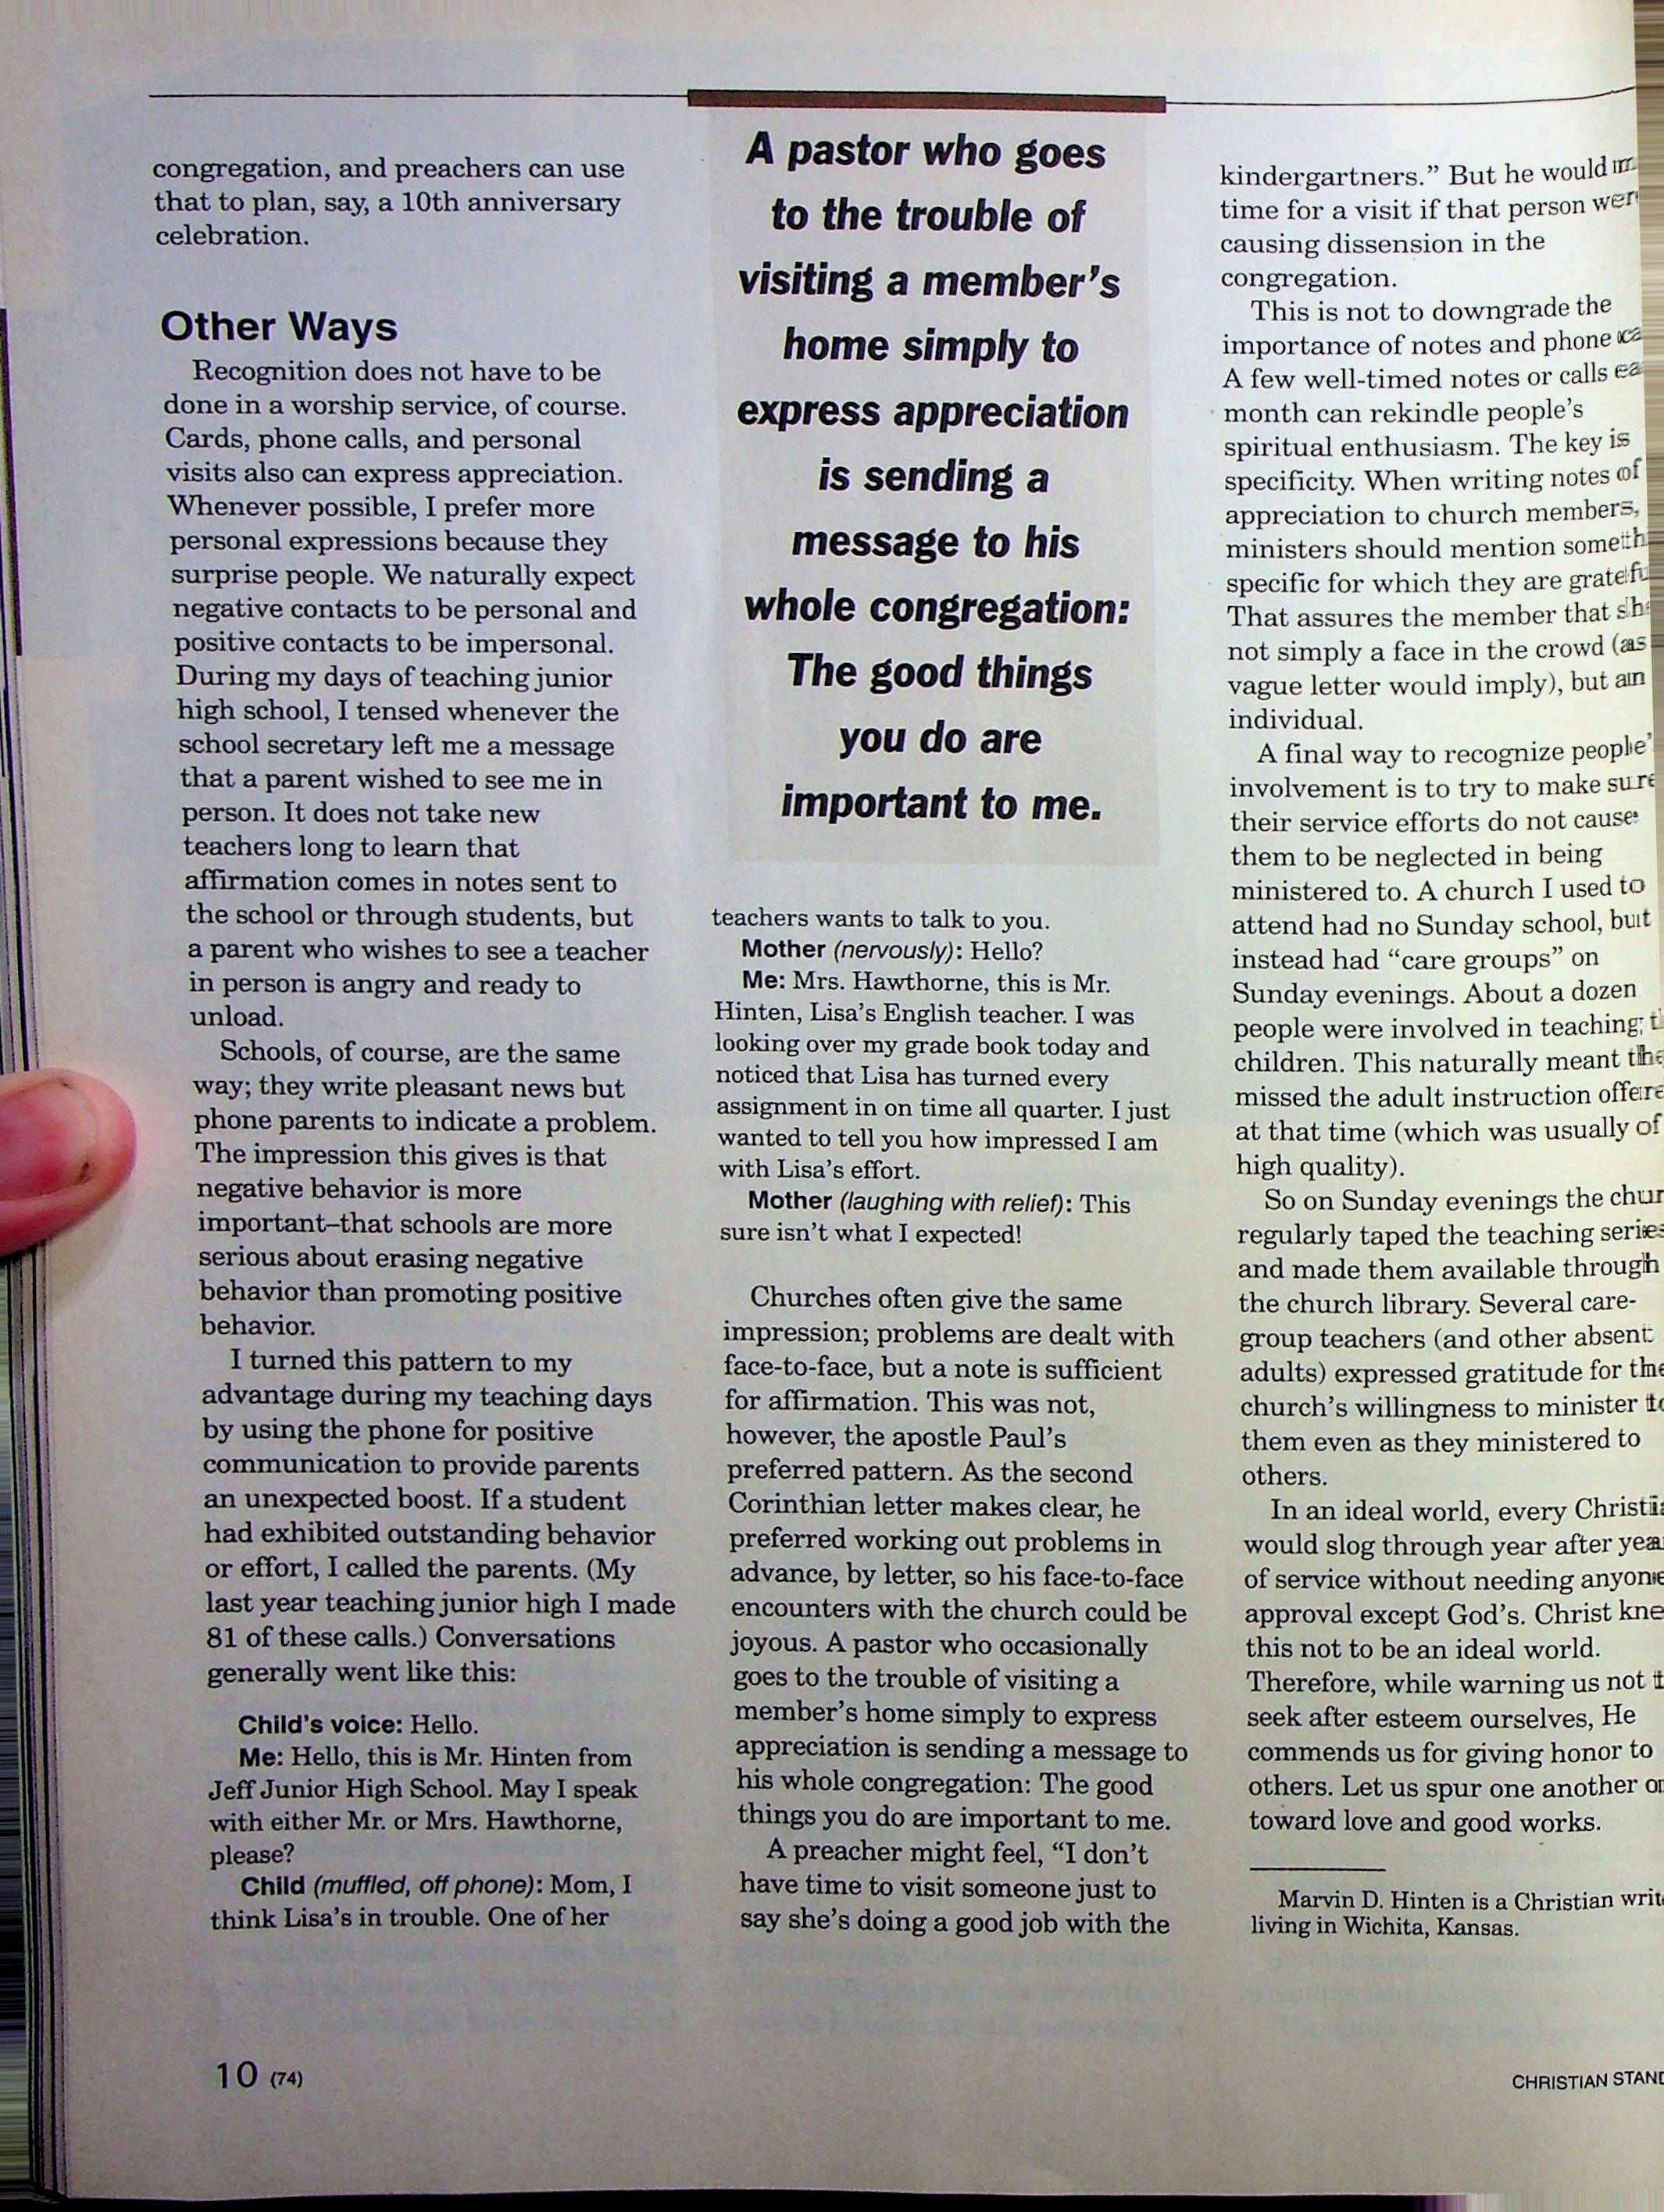 congregation, and preachers can use
that to plan, say, a 10th anniversary
celebration.
Other Ways
Recognition does not have to be
done in a worship service, of course.
Cards, phone calls, and personal
visits also can express appreciation.
Whenever possible, I prefer more
personal expressions because they
surprise people. We naturally expect
negative contacts to be personal and
positive contacts to be impersonal.
During my days of teaching junior
high school, I tensed whenever the
school secretary left me a message
that a parent wished to see me in
person. It does not take new
teachers long to learn that
affirmation comes in notes sent to
the school or through students, but
a parent who wishes to see a teacher
in person is angry and ready to
unload.
Schools, of course, are the same
way; they write pleasant news but
phone parents to indicate a problem.
The impression this gives is that
negative behavior is more
important–that schools are more
serious about erasing negative
behavior than promoting positive
behavior.
I turned this pattern to my
advantage during my teaching days
by using the phone for positive
communication to provide parents
an unexpected boost. If a student
had exhibited outstanding behavior
or effort, I called the parents. (My
last year teaching junior high I made
81 of these calls.) Conversations
generally went like this:
Child's voice: Hello.
Me: Hello, this is Mr. Hinten from
Jeff Junior High School. May I speak
with either Mr. or Mrs. Hawthorne,
please?
Child (muffled, off phone): Mom, I
think Lisa's in trouble. One of her
A pastor who goes
to the trouble of
visiting a member's
home simply to
express appreciation
is sending a
message to his
whole congregation:
The good things
you do are
important to me.
teachers wants to talk to you.
Mother (nervously): Hello?
Me: Mrs. Hawthorne, this is Mr.
Hinten, Lisa's English teacher. I was
looking over my grade book today and
noticed that Lisa has turned every
assignment in on time all quarter. I just
wanted to tell you how impressed I am
with Lisa's effort.
Mother (laughing with relief): This
sure isn't what I expected!
Churches often give the same
impression; problems are dealt with
face-to-face, but a note is sufficient
for affirmation. This was not,
however, the apostle Paul's
preferred pattern. As the second
Corinthian letter makes clear, he
preferred working out problems in
advance, by letter, so his face-to-face
encounters with the church could be
joyous. A pastor who occasionally
goes to the trouble of visiting a
member's home simply to express
appreciation is sending a message to
his whole congregation: The good
things you do are important to me.
A preacher might feel, “I don't
have time to visit someone just to
say she's doing a good job with the
kindergartners.” But he would
time for a visit if that person
causing dissension in the
congregation.
This is not to downgrade the
importance of notes and phone
A few well-timed notes or calls
month can rekindle people's
spiritual enthusiasm. The key is
specificity. When writing notes of
appreciation to church members,
ministers should mention
specific for which they are
That assures the member that
not simply a face in the crowd (as
vague letter would imply), but an
individual.
A final way to recognize people's
involvement is to try to make sure
their service efforts do not cause
them to be neglected in being
ministered to. A church I used to
attend had no Sunday school, but
instead had “care groups” on
Sunday evenings. About a dozen
people were involved in teaching
children. This naturally meant
missed the adult instruction
at that time (which was usually of
high quality).
So on Sunday evenings the
regularly taped the teaching series
and made them available through
the church library. Several care-
group teachers (and other absent
adults) expressed gratitude for the
church's willingness to minister to
them even as they ministered to
others.
In an ideal world, every
would slog through year after year
of service without needing
approval except God's. Christ
this not to be an ideal world.
Therefore, while warning us not
seek after esteem ourselves, He
commends us for giving honor to
others. Let us spur one another on
toward love and good works.
Marvin D. Hinten is a Christian
living in Wichita, Kansas.
10 (74)
CHRISTIAN